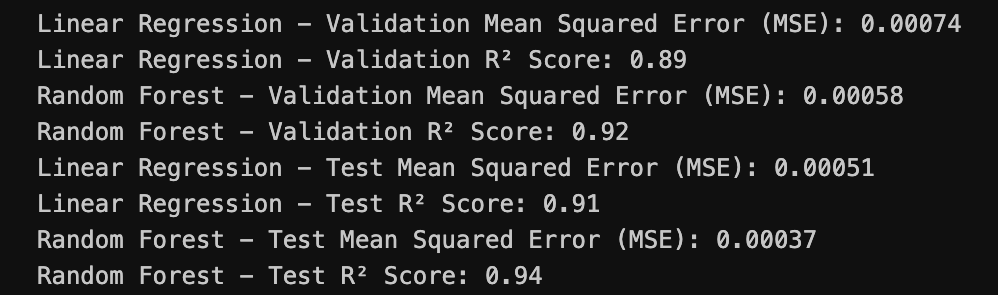 Linear Regression – Validation Mean Squared Error (MSE): 0.00074
Linear Regression – Validation R² Score: 0.89
Random Forest – Validation Mean Squared Error (MSE): 0.00058
Random Forest – Validation R² Score: 0.92
Linear Regression – Test Mean Squared Error (MSE): 0.00051
Linear Regression – Test R² Score: 0.91
Random Forest – Test Mean Squared Error (MSE): 0.00037
Random Forest – Test R² Score: 0.94